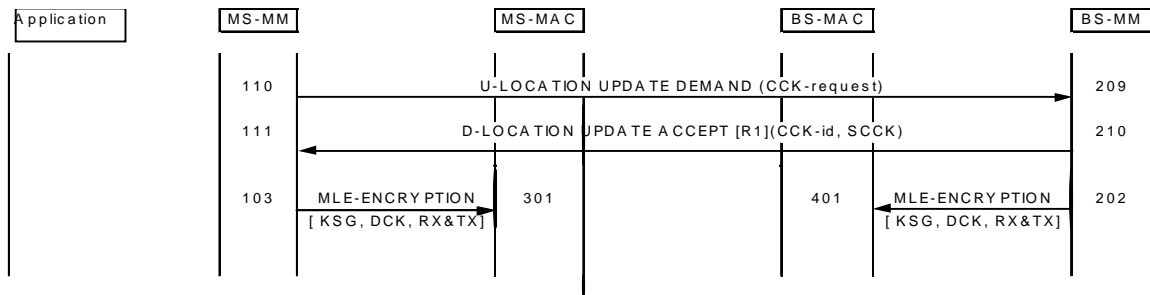 Application MS-MM MS-MAC BS-MAC BS-MM
110 U-LOCATION UPDATE DEMAND (CCK-request) 209
111 D-LOCATION UPDATE ACCEPT [R1](CCK-id, SCCK) 210
103 MLE-ENCRYPTION 301 401 MLE-ENCRYPTION 202
[KSG, DCK, RX&TX] [KSG, DCK, RX&TX]